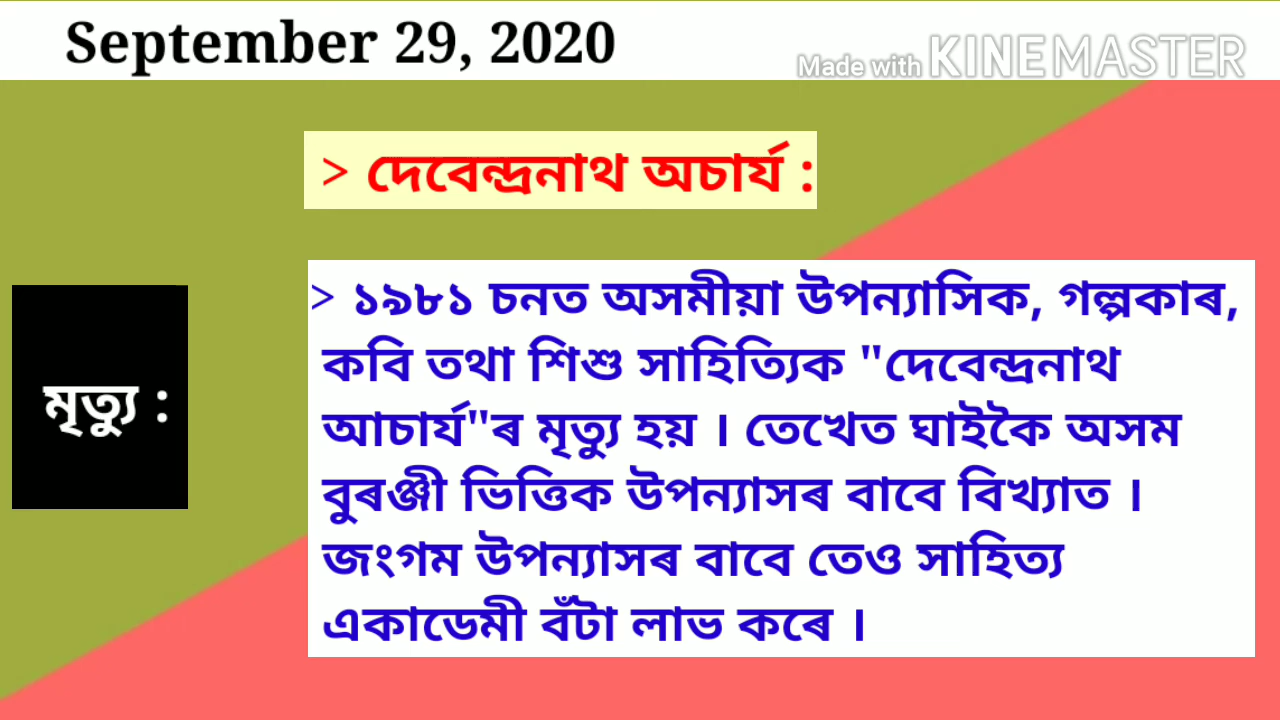 September 29, 2020
Made with KINEMASTER
> দেবেন্দ্ৰনাথ অচাৰ্য :
মৃত্যু :
> ১৯৮১ চনত অসমীয়া উপন্যাসিক, গল্পকাৰ,
কবি তথা শিশু সাহিত্যিক "দেবেন্দ্ৰনাথ
আচাৰ্য"ৰ মৃত্যু হয় । তেখেত ঘাইকৈ অসম
বুৰঞ্জী ভিত্তিক উপন্যাসৰ বাবে বিখ্যাত ।
জংগম উপন্যাসৰ বাবে তেও সাহিত্য
একাডেমী বঁটা লাভ কৰে ।